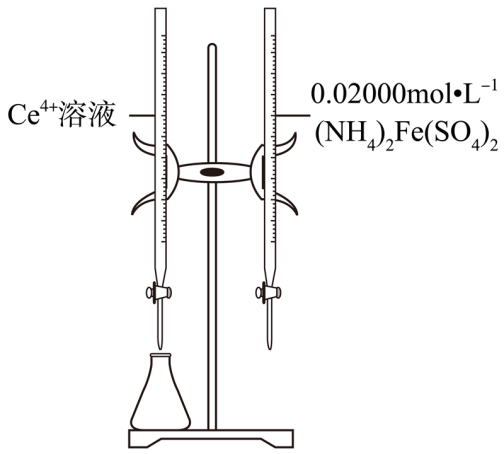 Ce⁴⁺溶液
0.02000mol•L⁻¹
(NH₄)₂Fe(SO₄)₂